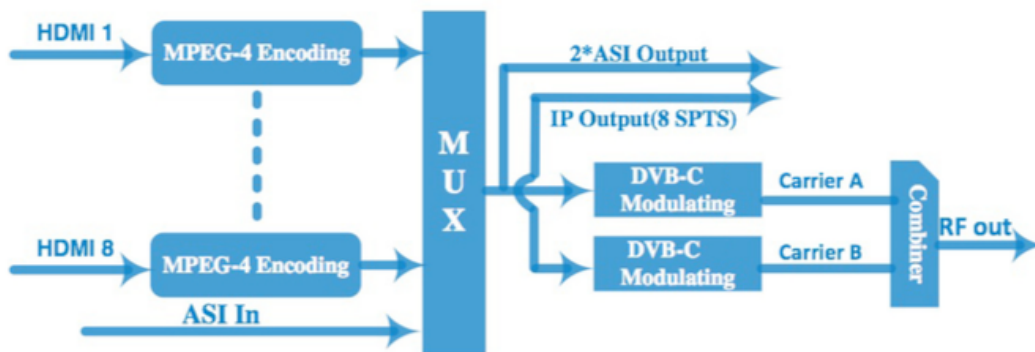 HDMI 1
MPEG-4 Encoding
HDMI 8
MPEG-4 Encoding
ASI In
M
U
X
2*ASI Output
IP Output(8 SPTS)
DVB-C
Modulating
Carrier A
DVB-C
Modulating
Carrier B
Combiner
RF out